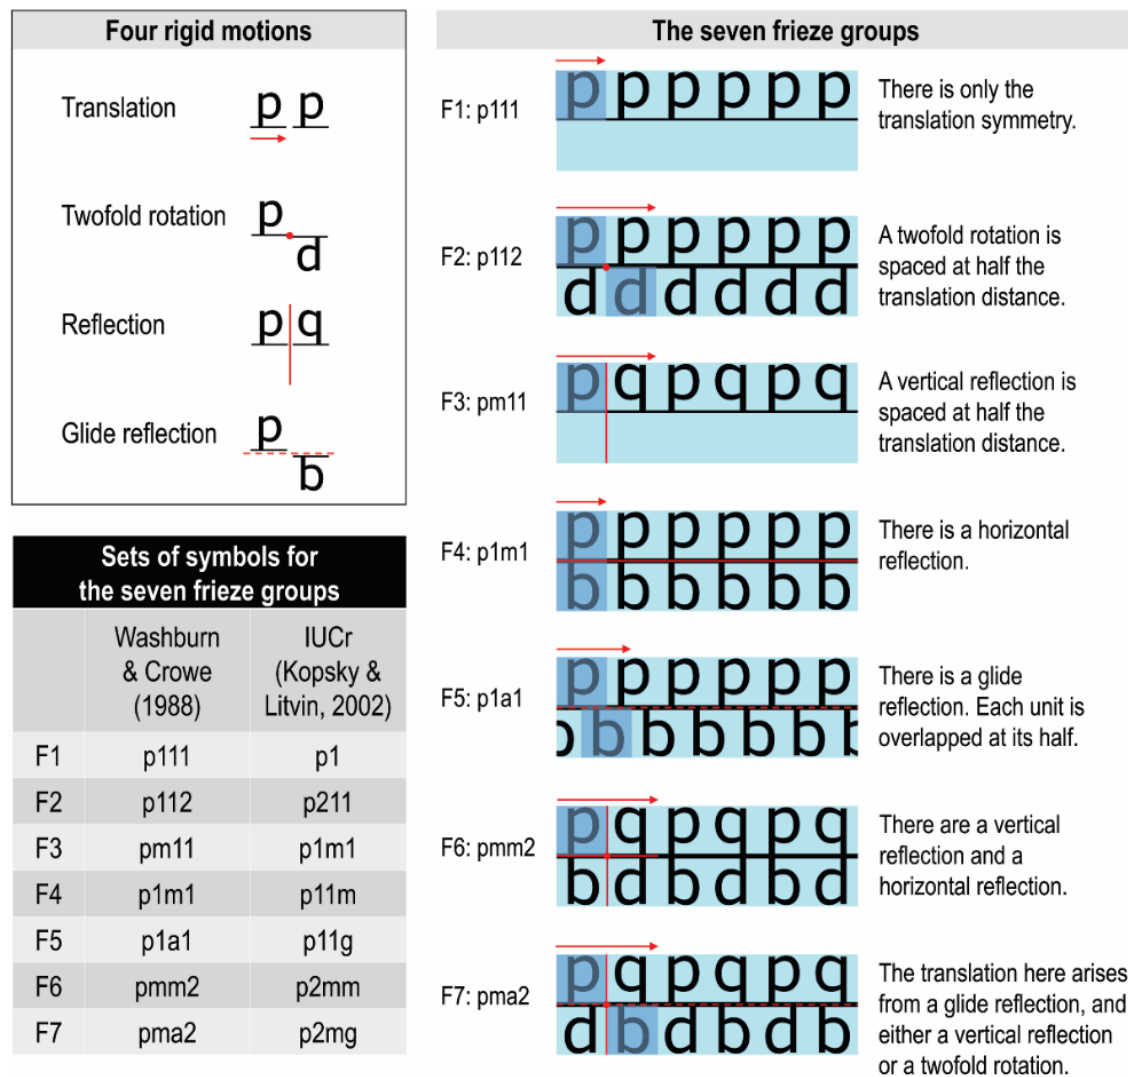 Four rigid motions
Translation
p p
Twofold rotation
p
d
Reflection
p q
Glide reflection
p
b
Sets of symbols for
the seven frieze groups
Washburn & Crowe (1988) IUCr (Kopsky & Litvin, 2002)
F1 p111 p1
F2 p112 p211
F3 pm11 p1m1
F4 p1m1 p11m
F5 p1a1 p11g
F6 pmm2 p2mm
F7 pma2 p2mg
The seven frieze groups
F1: p111
p p p p p p
There is only the
translation symmetry.
F2: p112
p p p p p p
d d d d d d
A twofold rotation is
spaced at half the
translation distance.
F3: pm11
p q p q p q
A vertical reflection is
spaced at half the
translation distance.
F4: p1m1
p p p p p p
b b b b b b
There is a horizontal
reflection.
F5: p1a1
p p p p p p
b b b b b b b
There is a glide
reflection. Each unit is
overlapped at its half.
F6: pmm2
p q p q p q
b d b d b d
There are a vertical
reflection and a
horizontal reflection.
F7: pma2
p q p q p q
d b d b d b
The translation here arises
from a glide reflection, and
either a vertical reflection
or a twofold rotation.